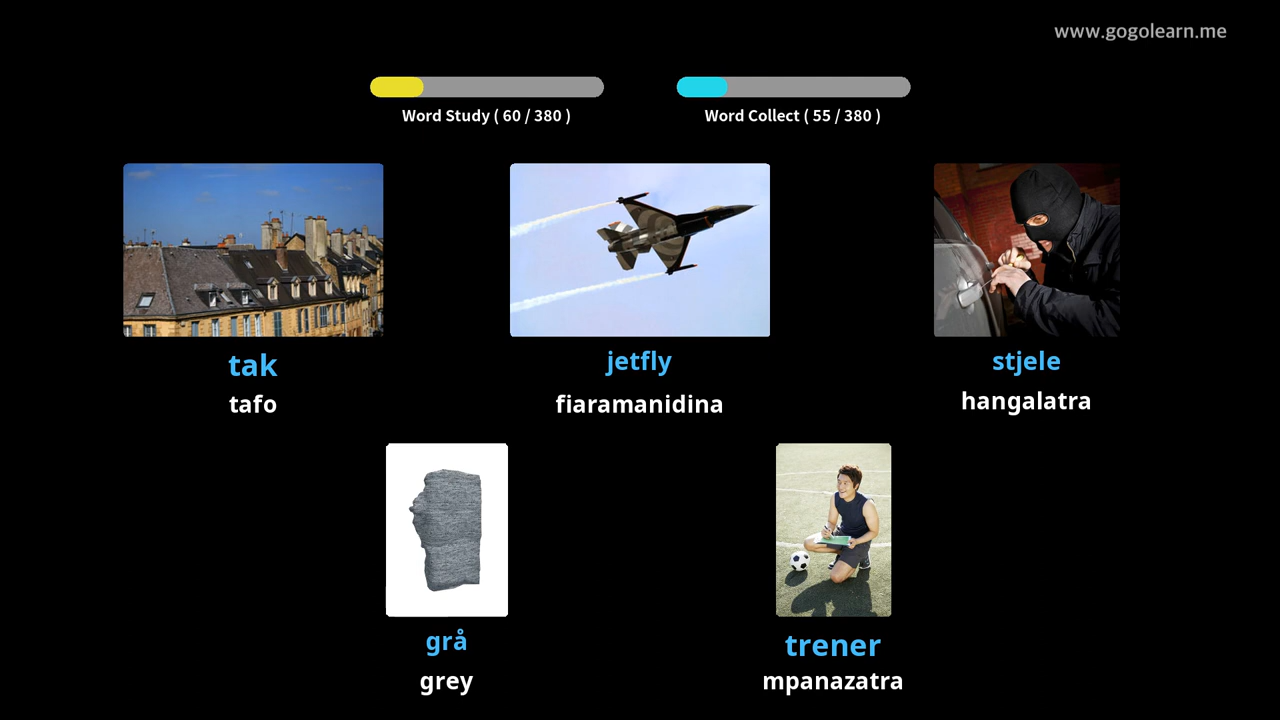 www.gogolearn.me
Word Study ( 60 / 380 )
Word Collect ( 55 / 380 )
tak
tafo
jetfly
fiaramanidina
stjele
hangalatra
grå
grey
trener
mpanazatra